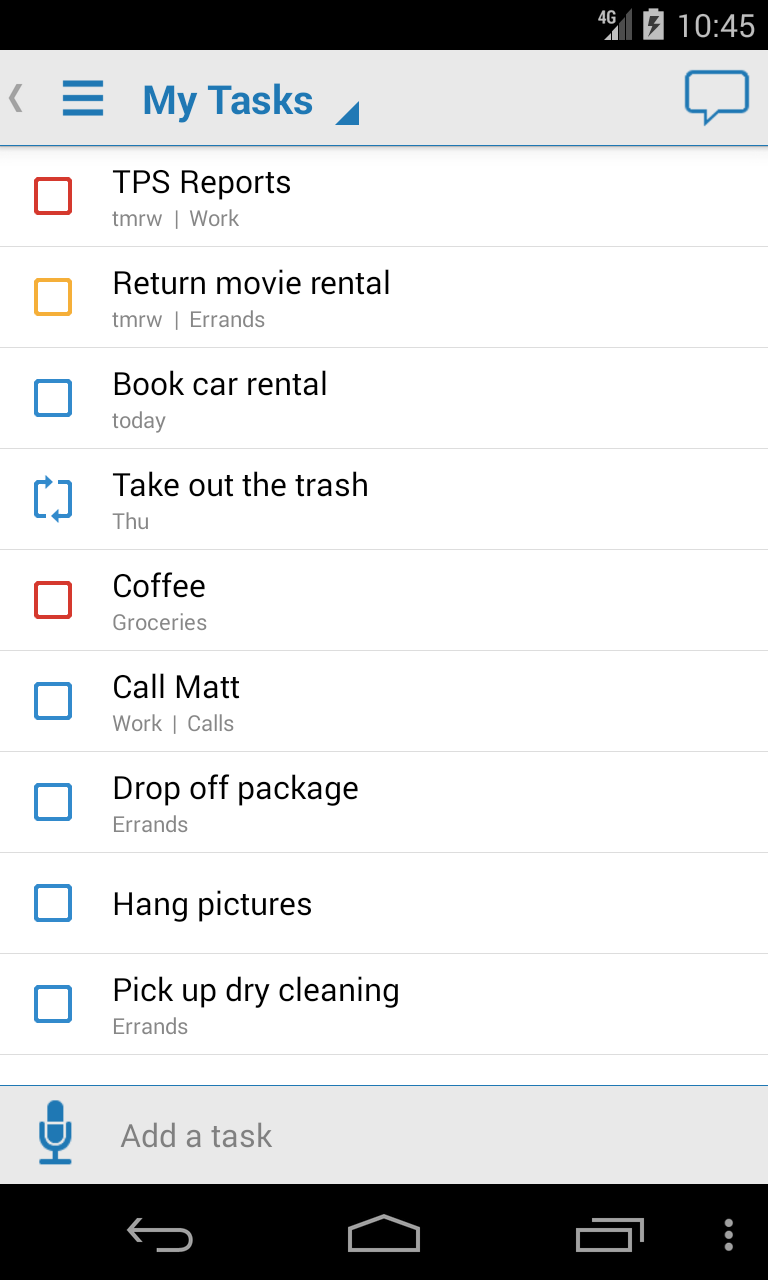 4G 10:45
My Tasks
TPS Reports
tmrw | Work
Return movie rental
tmrw | Errands
Book car rental
today
Take out the trash
Thu
Coffee
Groceries
Call Matt
Work | Calls
Drop off package
Errands
Hang pictures
Pick up dry cleaning
Errands
Add a task